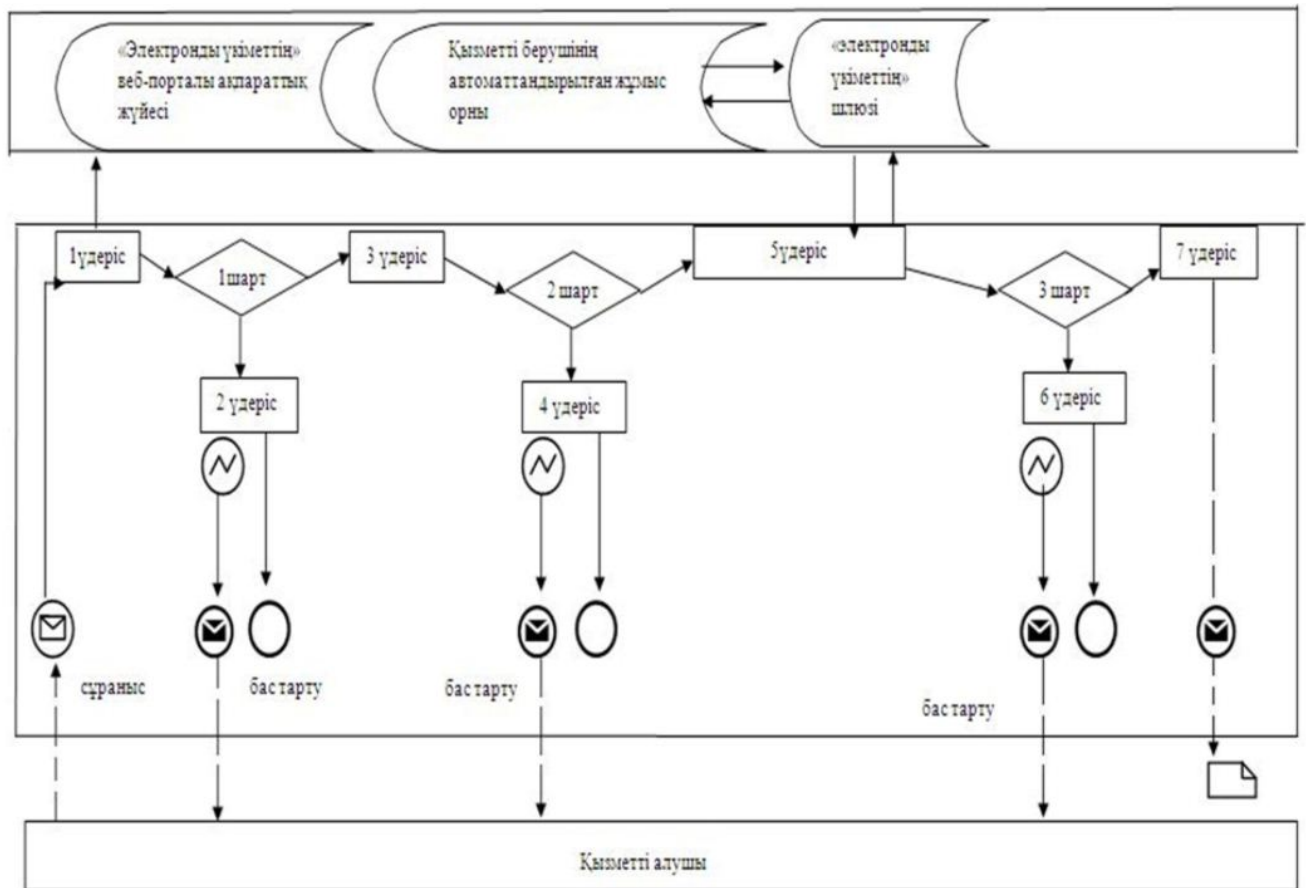 «Электронды үкіметтің»
веб-порталы ақпараттық
жүйесі
Қызметті берушінің
автоматтандырылған жұмыс
орны
«электронды
үкіметтің»
шлюзі
1үдеріс
1шарт
3 үдеріс
2 шарт
5үдеріс
3 шарт
7 үдеріс
2 үдеріс
4 үдеріс
6 үдеріс
сұраныс
бас тарту
бас тарту
бас тарту
Қызметті алушы